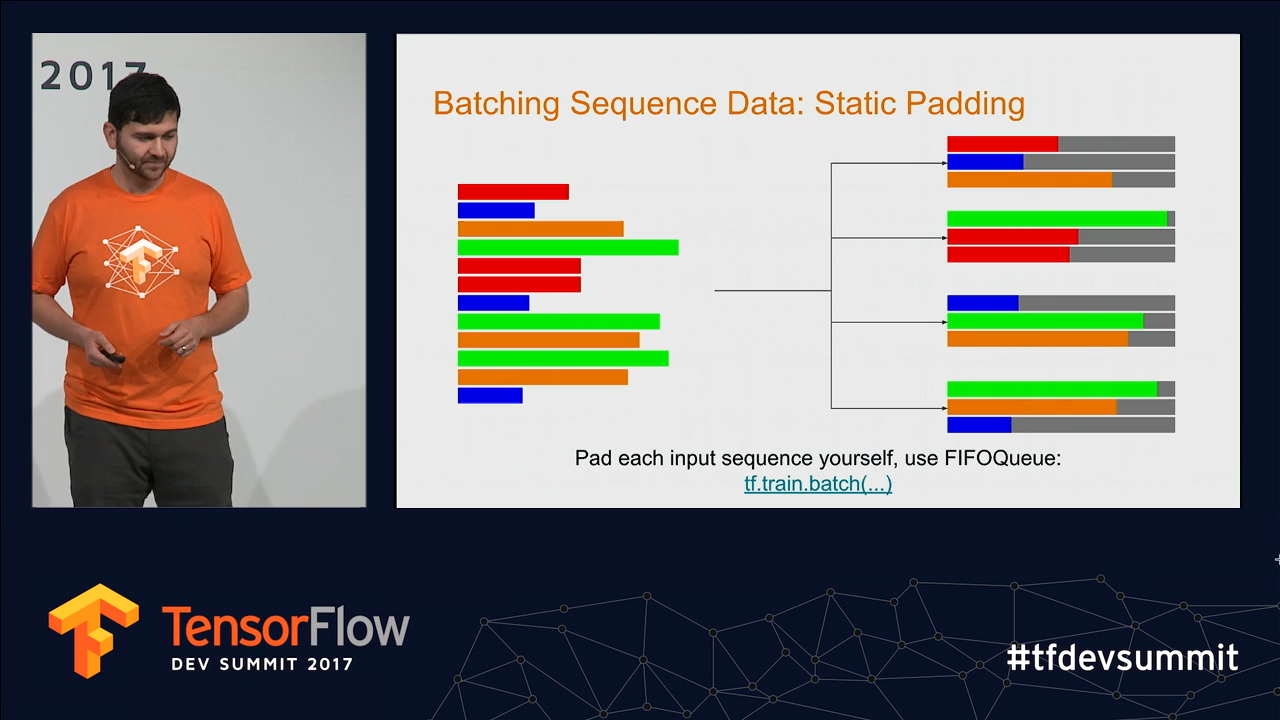 2017
Batching Sequence Data: Static Padding
Pad each input sequence yourself, use FIFOQueue:
tf.train.batch(...)
TensorFlow
DEV SUMMIT 2017
#tfdevsummit